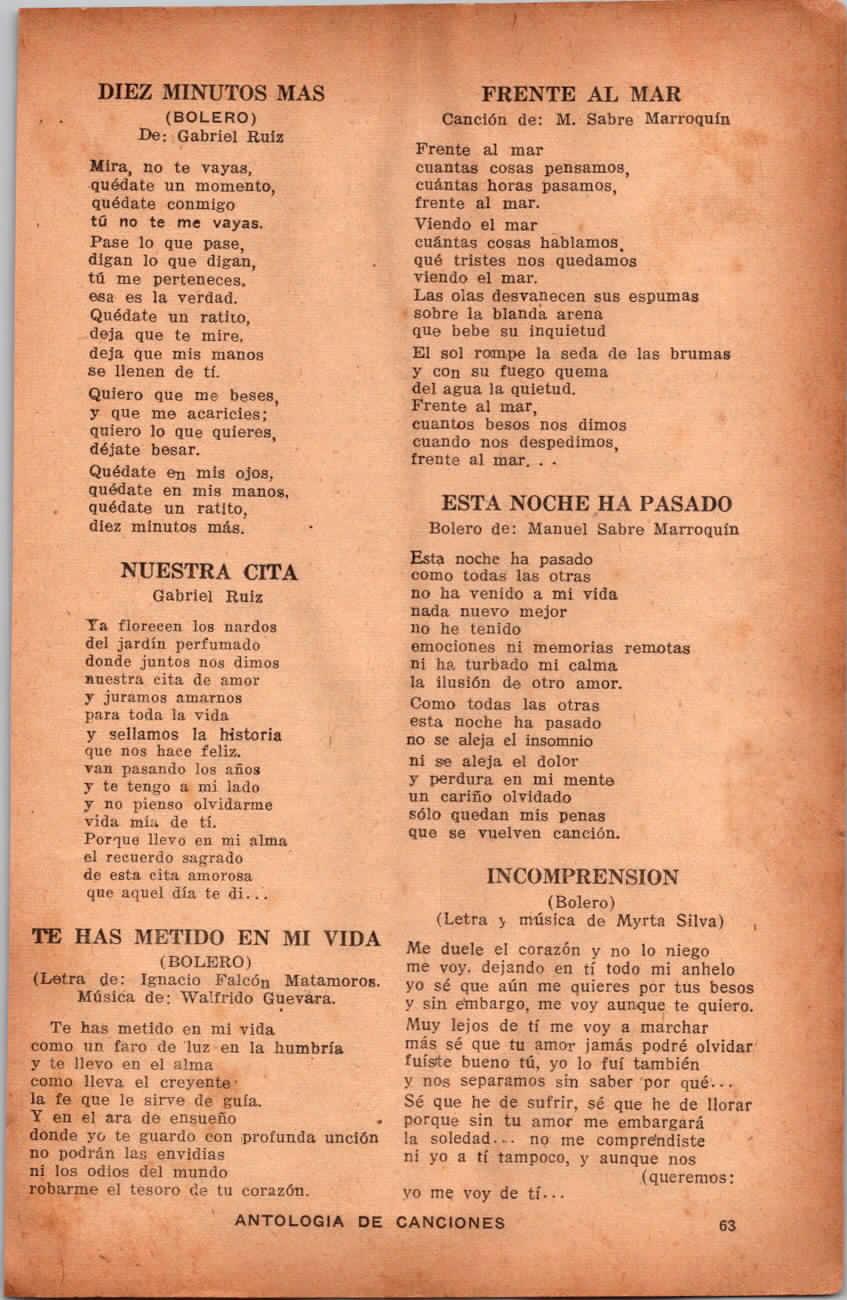 DIEZ MINUTOS MAS
(BOLERO)
De: Gabriel Ruiz
Mira, no te vayas,
quédate un momento,
quédate conmigo
tú no te me vayas.
Pase lo que pase,
digan lo que digan,
tú me perteneces.
esa es la verdad.
Quédate un ratito,
deja que te mire,
deja que mis manos
se llenen de tí.
Quiero que me beses,
y que me acaricies;
quiero lo que quieres,
déjate besar.
Quédate en mis ojos,
quédate en mis manos,
quédate un ratito,
diez minutos más.
NUESTRA CITA
Gabriel Ruiz
Ya florecen los nardos
del jardín perfumado
donde juntos nos dimos
nuestra cita de amor
y juramos amarnos
para toda la vida
y sellamos la historia
que nos hace feliz.
van pasando los años
y te tengo a mi lado
y no pienso olvidarme
vida mía de tí.
Porque llevo en mi alma
el recuerdo sagrado
de esta cita amorosa
que aquel día te di...
TE HAS METIDO EN MI VIDA
(BOLERO)
(Letra de: Ignacio Falcón Matamoros.
Música de: Walfrido Guevara.
Te has metido en mi vida
como un faro de luz en la humbría
y te llevo en el alma
como lleva el creyente
la fe que le sirve de guía.
Y en el ara de ensueño
donde yo te guardo con profunda unción
no podrán las envidias
ni los odios del mundo
robarme el tesoro de tu corazón.
FRENTE AL MAR
Canción de: M. Sabre Marroquín
Frente al mar
cuantas cosas pensamos,
cuántas horas pasamos,
frente al mar.
Viendo el mar
cuántas cosas hablamos,
qué tristes nos quedamos
viendo el mar.
Las olas desvanecen sus espumas
sobre la blanda arena
que bebe su inquietud
El sol rompe la seda de las brumas
y con su fuego quema
del agua la quietud.
Frente al mar,
cuantos besos nos dimos
cuando nos despedimos,
frente al mar. . .
ESTA NOCHE HA PASADO
Bolero de: Manuel Sabre Marroquín
Esta noche ha pasado
como todas las otras
no ha venido a mi vida
nada nuevo mejor
no he tenido
emociones ni memorias remotas
ni ha turbado mi calma
la ilusión de otro amor.
Como todas las otras
esta noche ha pasado
no se aleja el insomnio
ni se aleja el dolor
y perdura en mi mente
un cariño olvidado
sólo quedan mis penas
que se vuelven canción.
INCOMPRENSION
(Bolero)
(Letra y música de Myrta Silva)
Me duele el corazón y no lo niego
me voy. dejando en tí todo mi anhelo
yo sé que aún me quieres por tus besos
y sin embargo, me voy aunque te quiero.
Muy lejos de tí me voy a marchar
más sé que tu amor jamás podré olvidar
fuíste bueno tú, yo lo fuí también
y nos separamos sin saber por qué...
Sé que he de sufrir, sé que he de llorar
porque sin tu amor me embargará
la soledad... no me comprendiste
ni yo a tí tampoco, y aunque nos
(queremos:
yo me voy de tí...
ANTOLOGIA DE CANCIONES
63